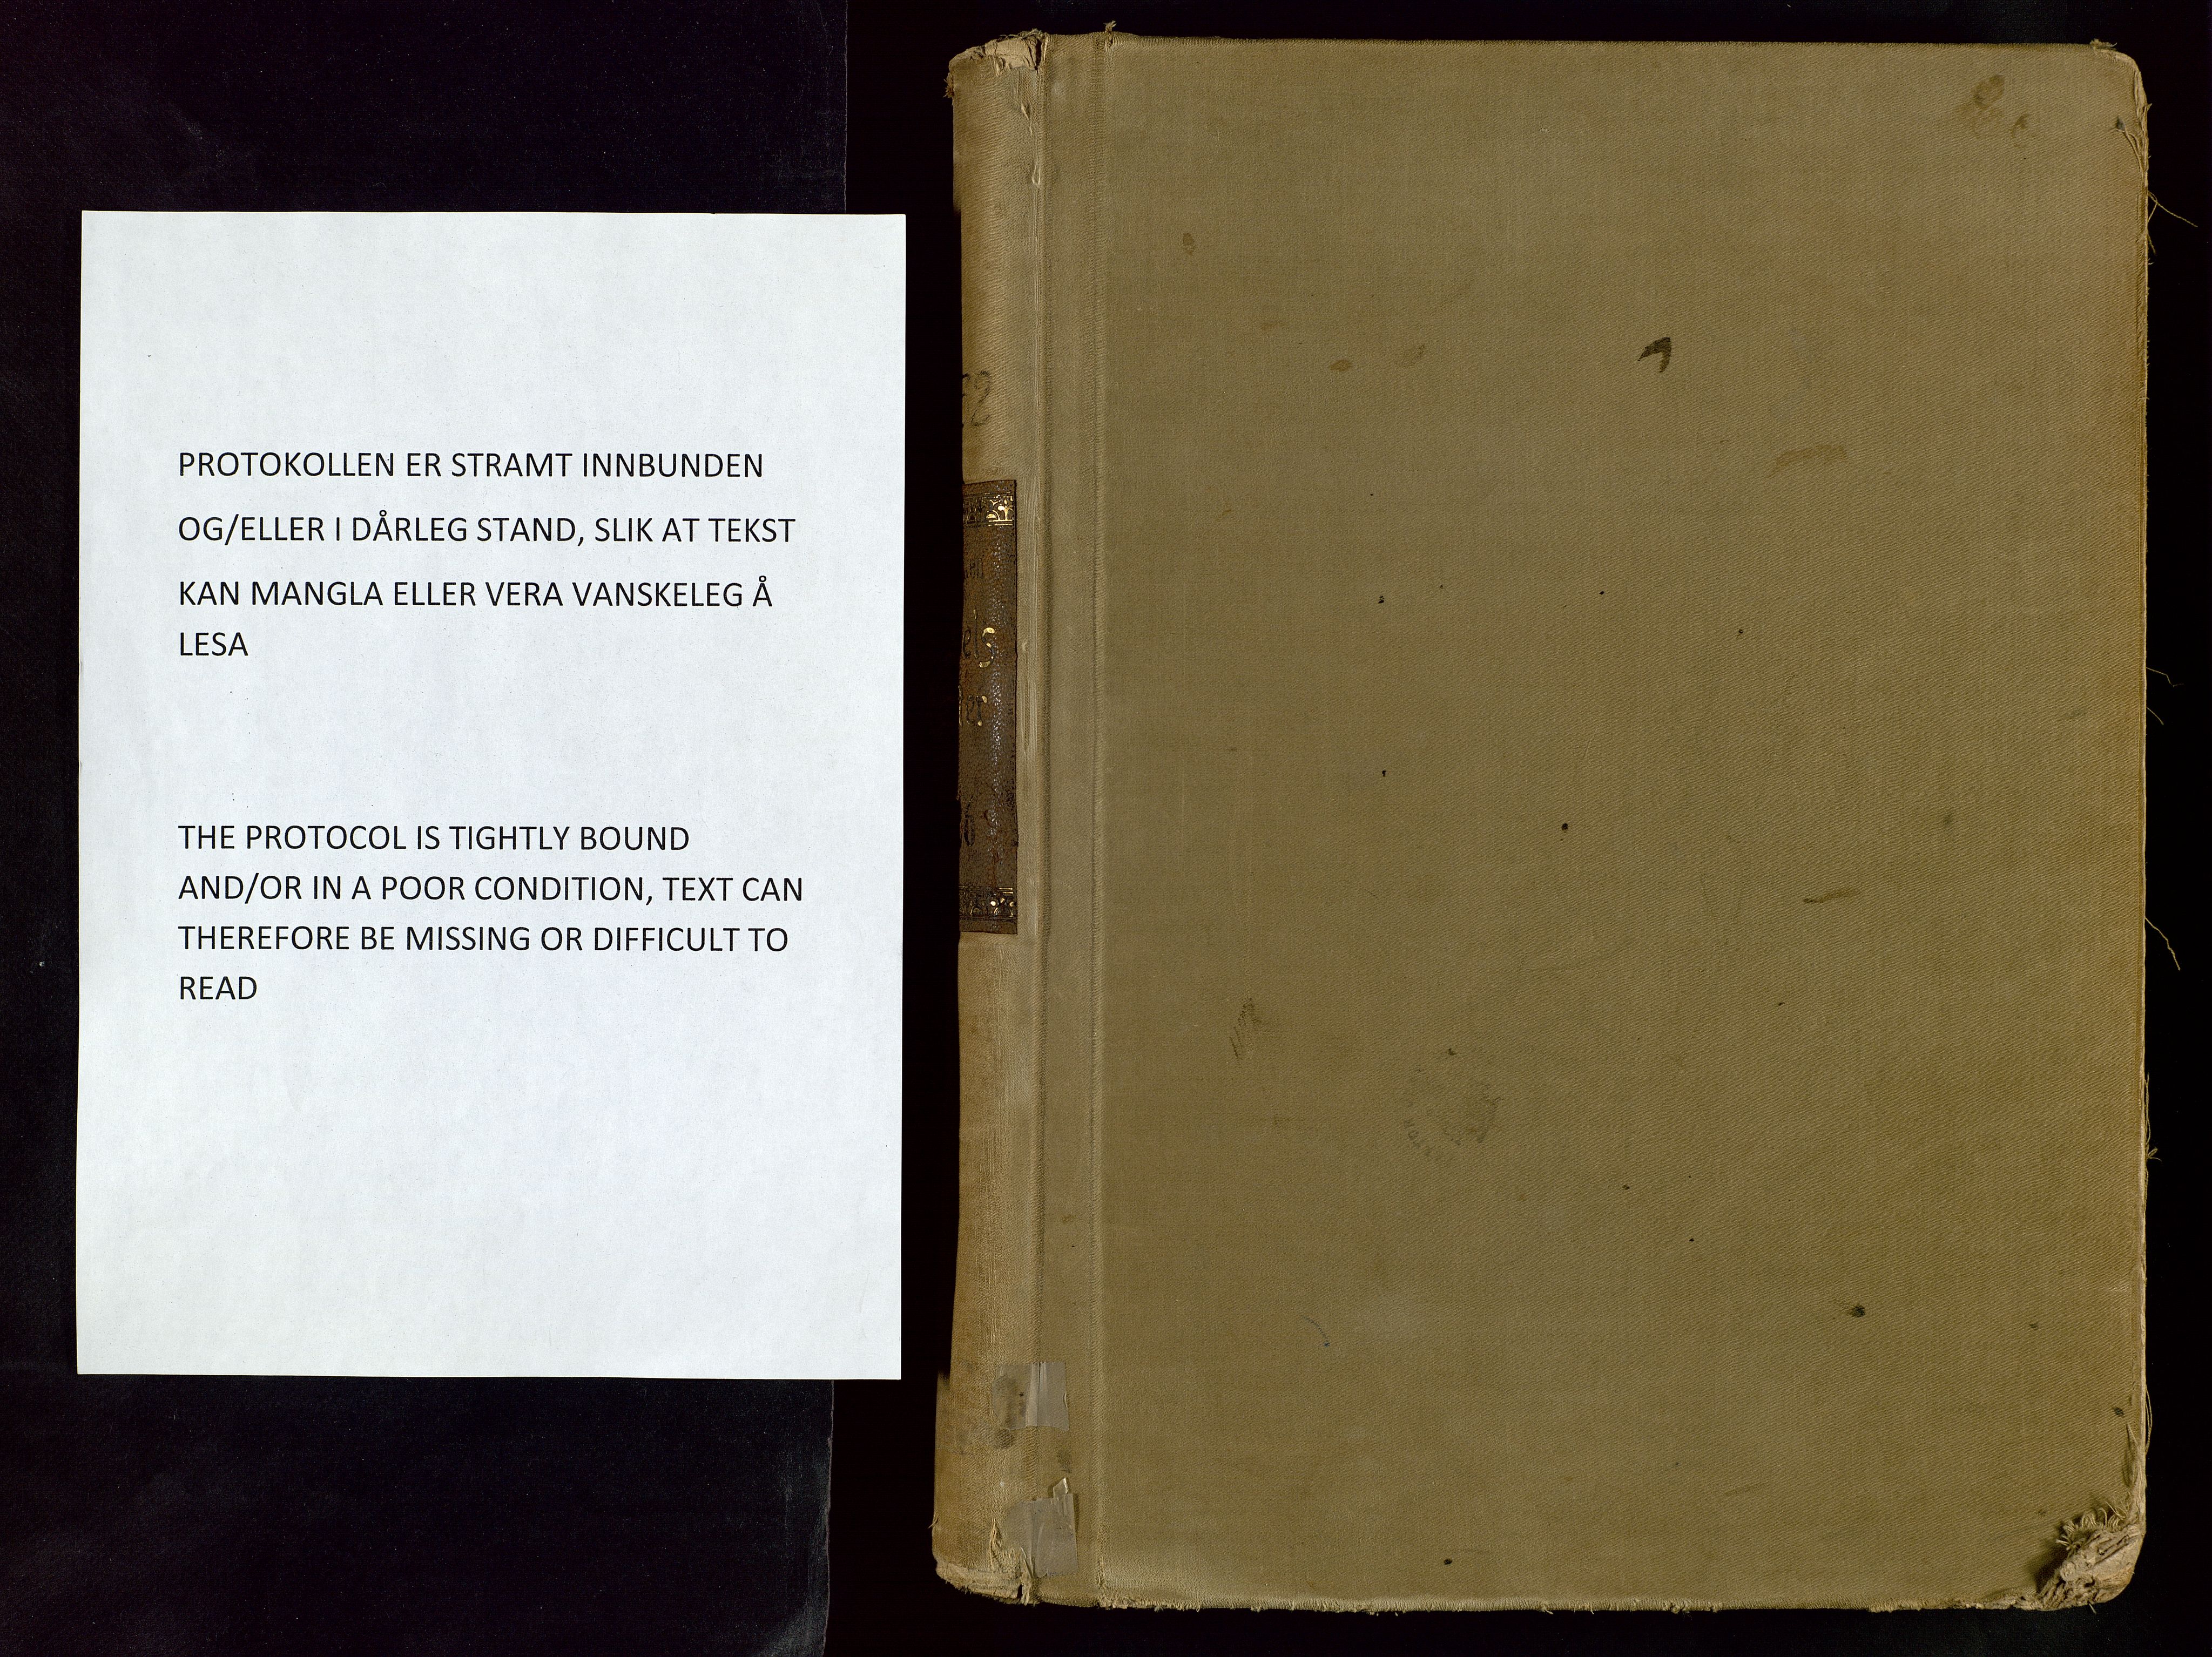 PROTOKOLLEN ER STRAMT INNBUNDEN
OG/ELLER I DÅRLEG STAND, SLIK AT TEKST
KAN MANGLA ELLER VERA VANSKELEG Å
LESA
THE PROTOCOL IS TIGHTLY BOUND
AND/OR IN A POOR CONDITION, TEXT CAN
THEREFORE BE MISSING OR DIFFICULT TO
READ